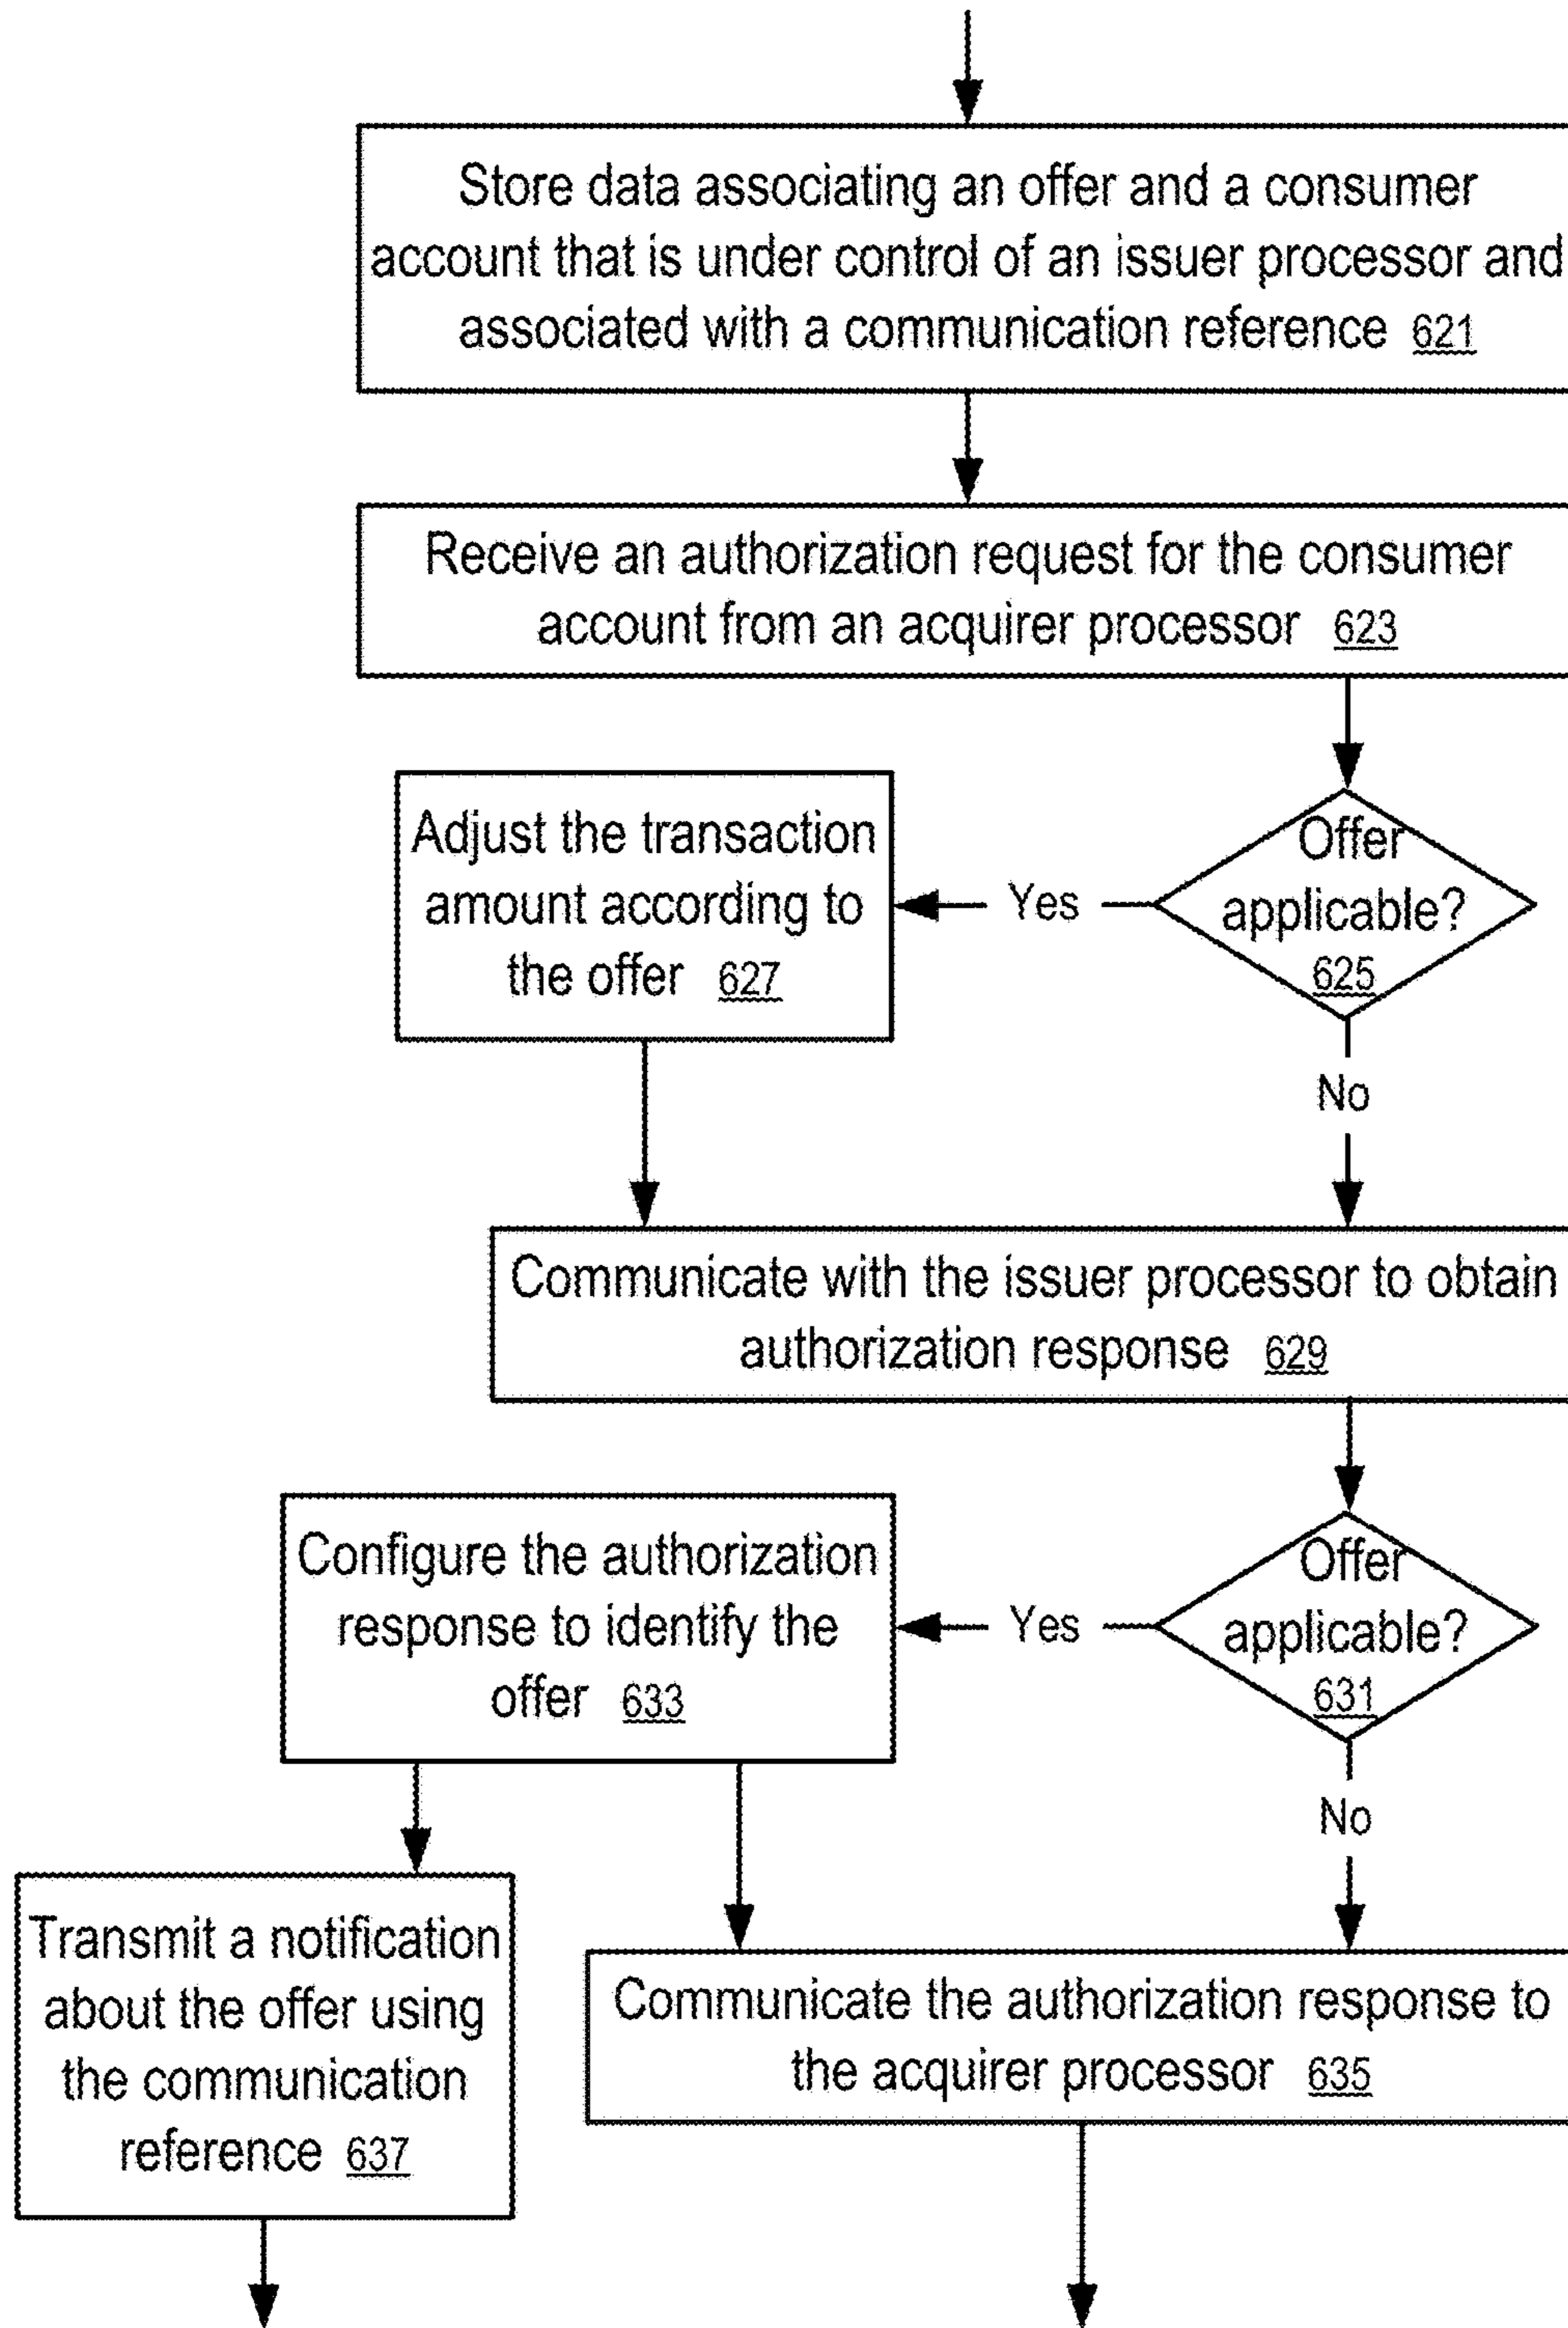 Store data associating an offer and a consumer
account that is under control of an issuer processor and
associated with a communication reference 621
Receive an authorization request for the consumer
account from an acquirer processor 623
Adjust the transaction
amount according to
the offer 627
Yes
Offer
applicable?
625
No
Communicate with the issuer processor to obtain
authorization response 629
Configure the authorization
response to identify the
offer 633
Yes
Offer
applicable?
631
No
Transmit a notification
about the offer using
the communication
reference 637
Communicate the authorization response to
the acquirer processor 635